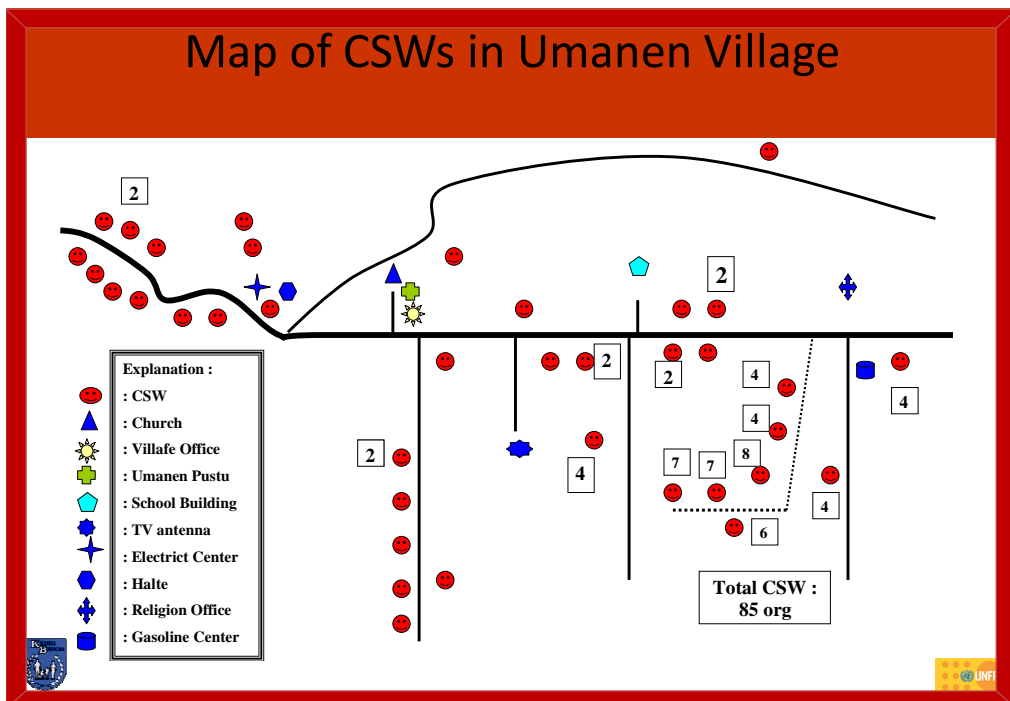 Map of CSWs in Umanen Village
2
2
Explanation :
: CSW
: Church
: Villafe Office
: Umanen Pustu
: School Building
: TV antenna
: Electrict Center
: Halte
: Religion Office
: Gasoline Center
2
2
4
4
4
2
7
7
8
4
4
6
Total CSW :
85 org
UNF